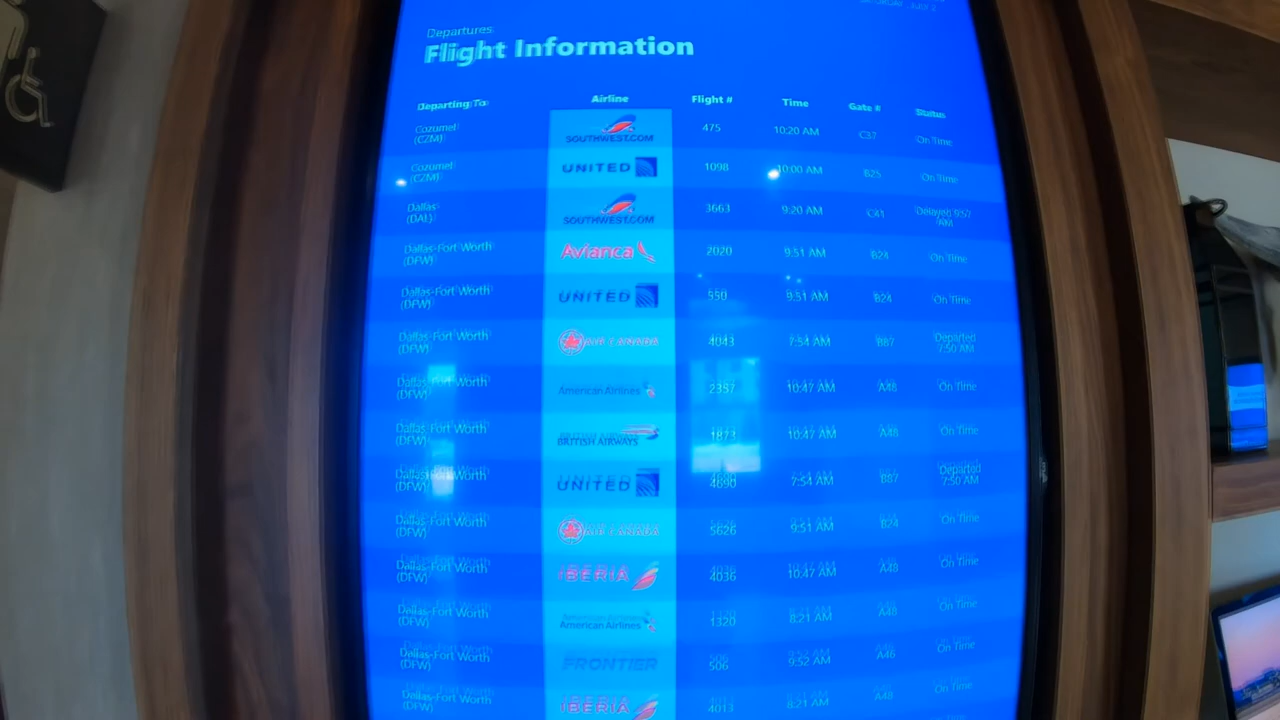 Departures
Flight Information
Departing To Airline Flight # Time Gate # Status
Cozumel (CZM) SOUTHWEST.COM 475 10:20 AM C37 On Time
Cozumel (CZM) UNITED 1098 10:00 AM B25 On Time
Dallas (DAL) SOUTHWEST.COM 3663 9:20 AM C41 Delayed 9:57 AM
Dallas-Fort Worth (DFW) Avianca 2020 9:51 AM B24 On Time
Dallas-Fort Worth (DFW) UNITED 550 9:51 AM B24 On Time
Dallas-Fort Worth (DFW) AIR CANADA 4043 7:54 AM B87 Departed 7:50 AM
Dallas-Fort Worth (DFW) American Airlines 2357 10:47 AM A48 On Time
Dallas-Fort Worth (DFW) BRITISH AIRWAYS 1873 10:47 AM A48 On Time
Dallas-Fort Worth (DFW) UNITED 4690 7:54 AM B87 Departed 7:50 AM
Dallas-Fort Worth (DFW) AIR CANADA 5626 9:51 AM B24 On Time
Dallas-Fort Worth (DFW) IBERIA 4036 10:47 AM A48 On Time
Dallas-Fort Worth (DFW) American Airlines 1320 8:21 AM A48 On Time
Dallas-Fort Worth (DFW) FRONTIER 506 9:52 AM A46 On Time
Dallas-Fort Worth (DFW) IBERIA 4013 8:21 AM A48 On Time